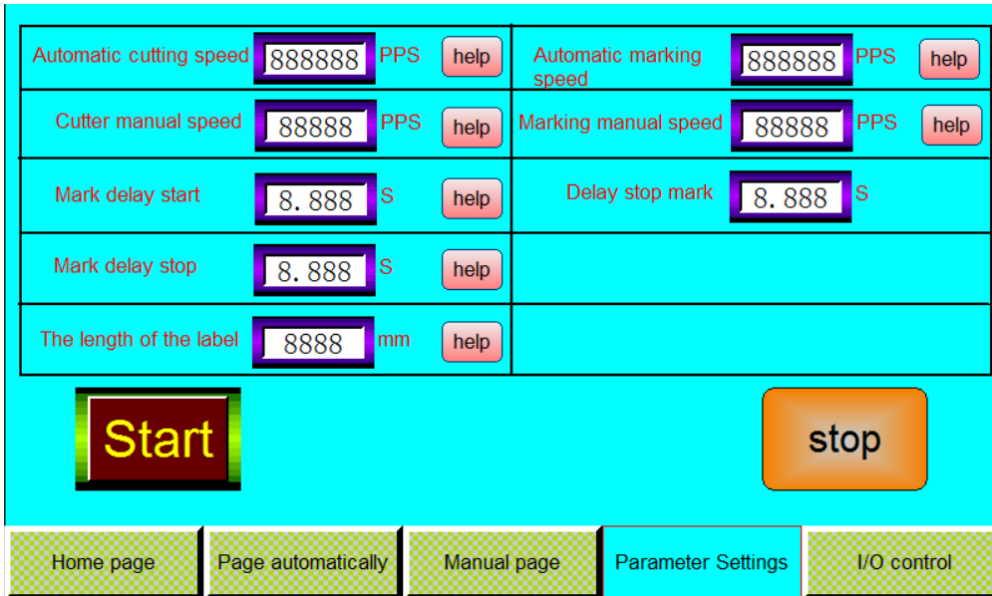 Automatic cutting speed 888888 PPS help
Automatic marking speed 888888 PPS help
Cutter manual speed 88888 PPS help
Marking manual speed 88888 PPS help
Mark delay start 8.888 S help
Delay stop mark 8.888 S
Mark delay stop 8.888 S help
The length of the label 8888 mm help
Start
stop
Home page
Page automatically
Manual page
Parameter Settings
I/O control